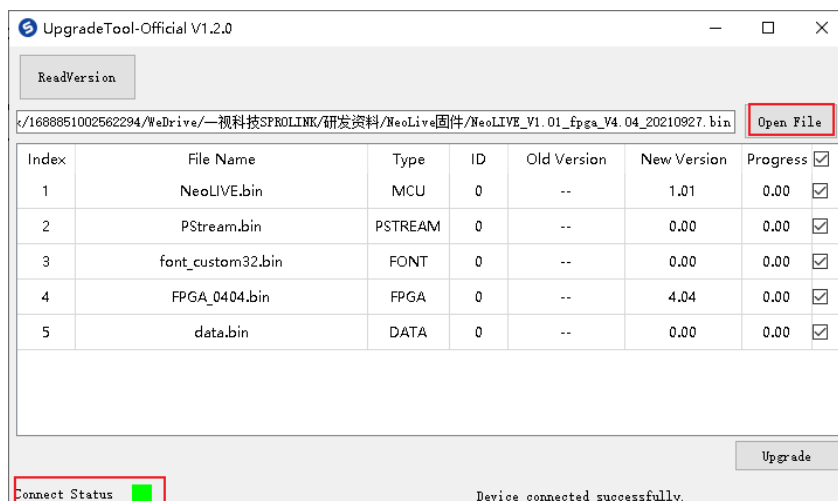 UpgradeTool-Official V1.2.0
ReadVersion
/1688851002562294/WeDrive/一视科技SPROLINK/研发资料/NeoLive固件/NeoLIVE_V1.01_fpga_V4.04_20210927.bin Open File
Index File Name Type ID Old Version New Version Progress
1 NeoLIVE.bin MCU 0 -- 1.01 0.00
2 PStream.bin PSTREAM 0 -- 0.00 0.00
3 font_custom32.bin FONT 0 -- 0.00 0.00
4 FPGA_0404.bin FPGA 0 -- 4.04 0.00
5 data.bin DATA 0 -- 0.00 0.00
Upgrade
Connect Status Device connected successfully.